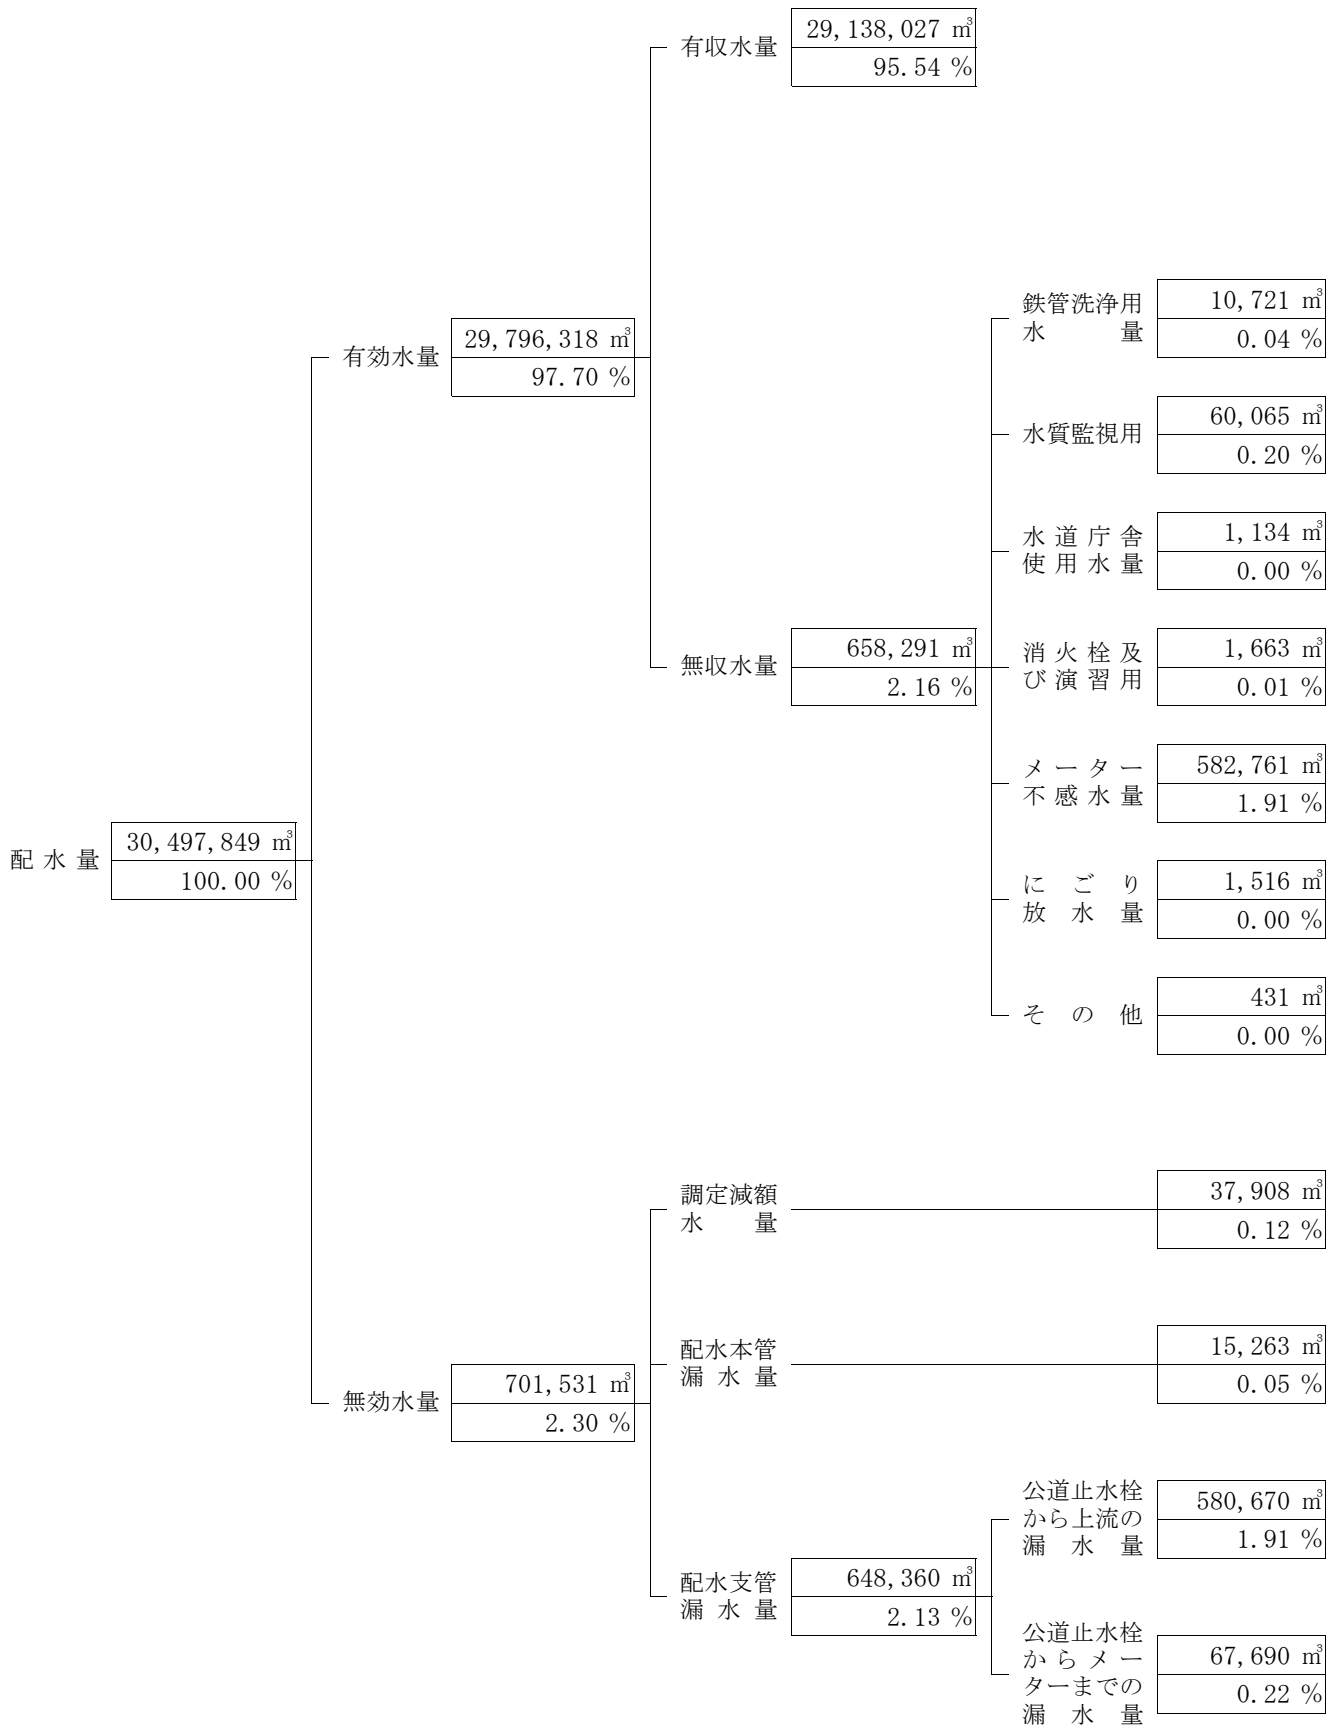 有収水量
29,138,027 ㎥
95.54 %
鉄管洗浄用
水量
10,721 ㎥
0.04 %
有効水量
29,796,318 ㎥
97.70 %
水質監視用
60,065 ㎥
0.20 %
水道庁舎
使用水量
1,134 ㎥
0.00 %
無収水量
658,291 ㎥
2.16 %
消火栓及
び演習用
1,663 ㎥
0.01 %
メーター
不感水量
582,761 ㎥
1.91 %
配水量
30,497,849 ㎥
100.00 %
にごり
放水量
1,516 ㎥
0.00 %
その他
431 ㎥
0.00 %
調定減額
水量
37,908 ㎥
0.12 %
配水本管
漏水量
15,263 ㎥
0.05 %
無効水量
701,531 ㎥
2.30 %
公道止水栓
から上流の
漏水量
580,670 ㎥
1.91 %
配水支管
漏水量
648,360 ㎥
2.13 %
公道止水栓
からメー
ターまでの
漏水量
67,690 ㎥
0.22 %